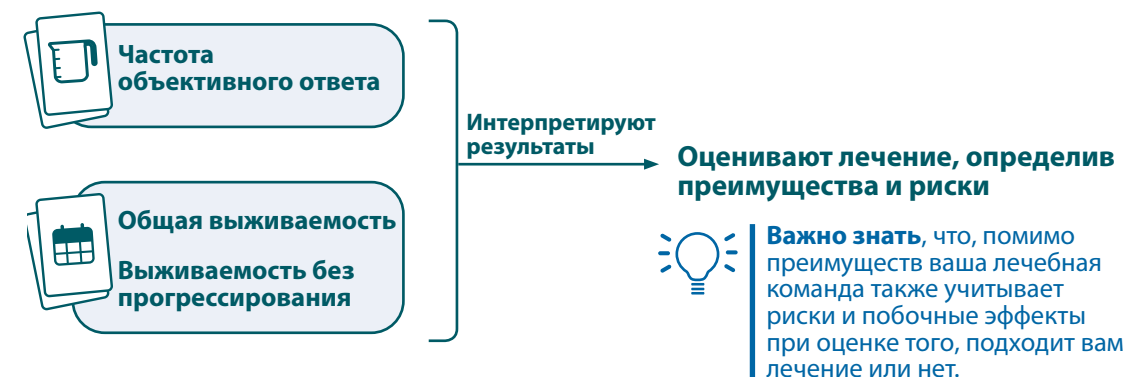 Частота
объективного ответа
Общая выживаемость
Выживаемость без
прогрессирования
Интерпретируют
результаты
Оценивают лечение, определив
преимущества и риски
Важно знать, что, помимо
преимуществ ваша лечебная
команда также учитывает
риски и побочные эффекты
при оценке того, подходит вам
лечение или нет.